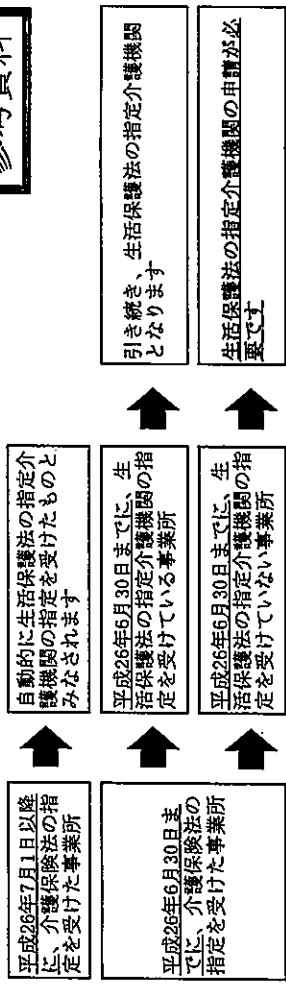 参考資料
平成26年7月1日以降
に、介護保険法の指
定を受けた事業所
自動的に生活保護法の指定介
護機関の指定を受けたものと
みなされます
平成26年6月30日ま
でに、介護保険法の
指定を受けた事業所
平成26年6月30日までに、生
活保護法の指定介護機関の指
定を受けている事業所
引き続き、生活保護法の指定介護機関
となります
平成26年6月30日までに、生
活保護法の指定介護機関の指
定を受けていない事業所
生活保護法の指定介護機関の申請が必
要です